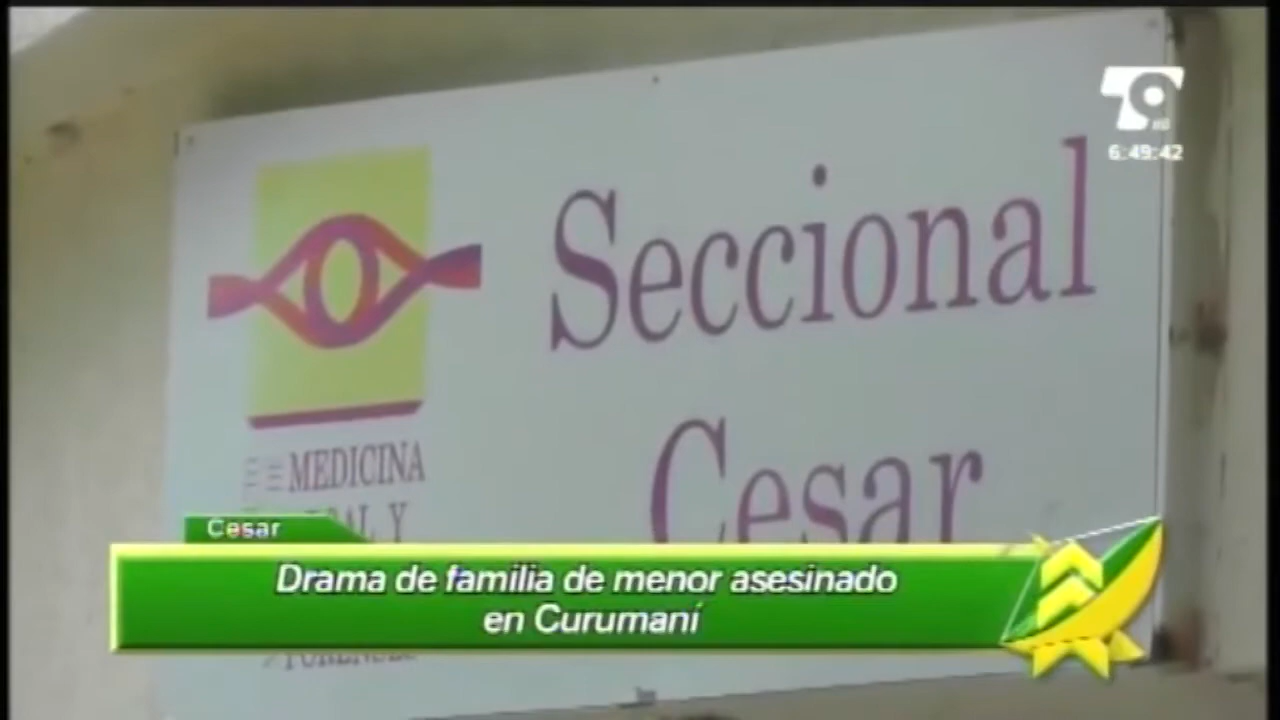 6:49:42
Seccional
Cesar
MEDICINA
Y
Cesar
Drama de familia de menor asesinado
en Curumaní